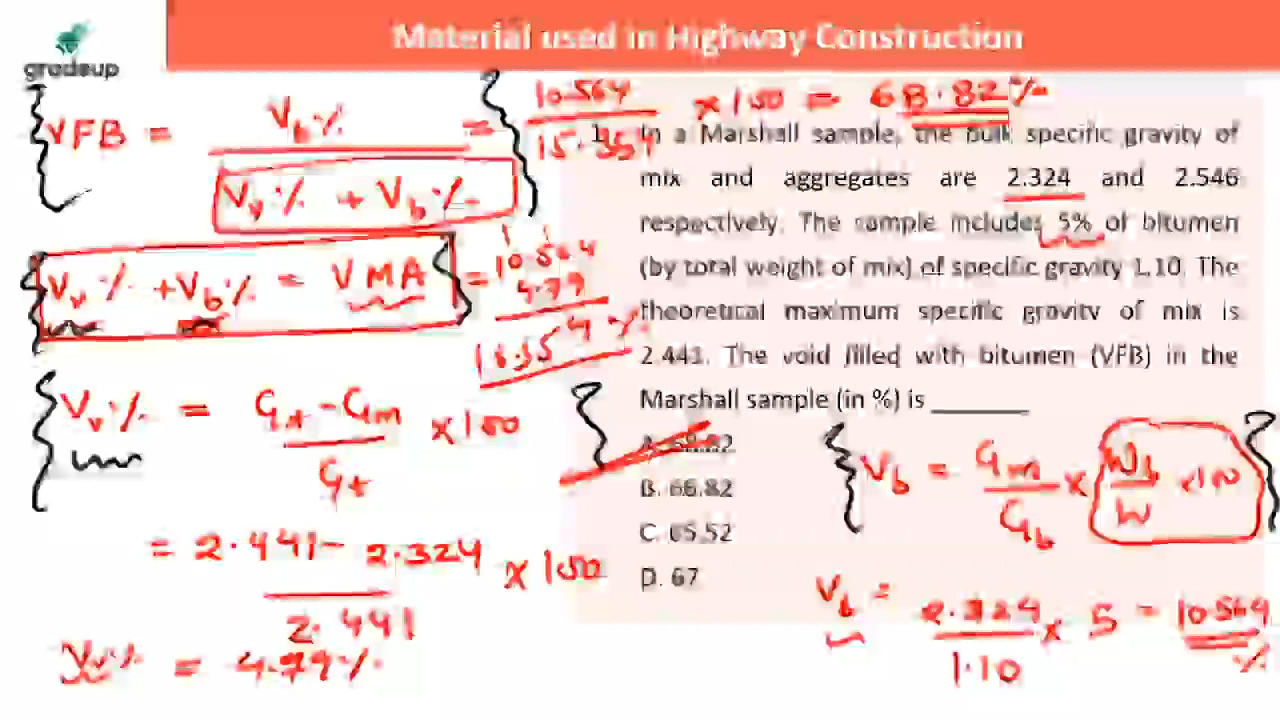 Material used in Highway Construction
gradeup
VFB = Vb% / Vv% + Vb% = 10.564 / 15.354 x 100 = 68.82%
1. In a Marshall sample, the bulk specific gravity of
mix and aggregates are 2.324 and 2.546
respectively. The sample includes 5% of bitumen
(by total weight of mix) of specific gravity 1.10. The
theoretical maximum specific gravity of mix is
2.441. The void filled with bitumen (VFB) in the
Marshall sample (in %) is ______
A. 68.82
B. 66.82
C. 65.52
D. 67
Vv% + Vb% = VMA = 10.564
4.79
15.354%
Vv% = Gt - Gm / Gt x 100
= 2.441 - 2.324 / 2.441 x 100
Vv% = 4.79%
Vb = Gm / Gb x Wb / W x 100
Vb = 2.324 / 1.10 x 5 = 10.564%